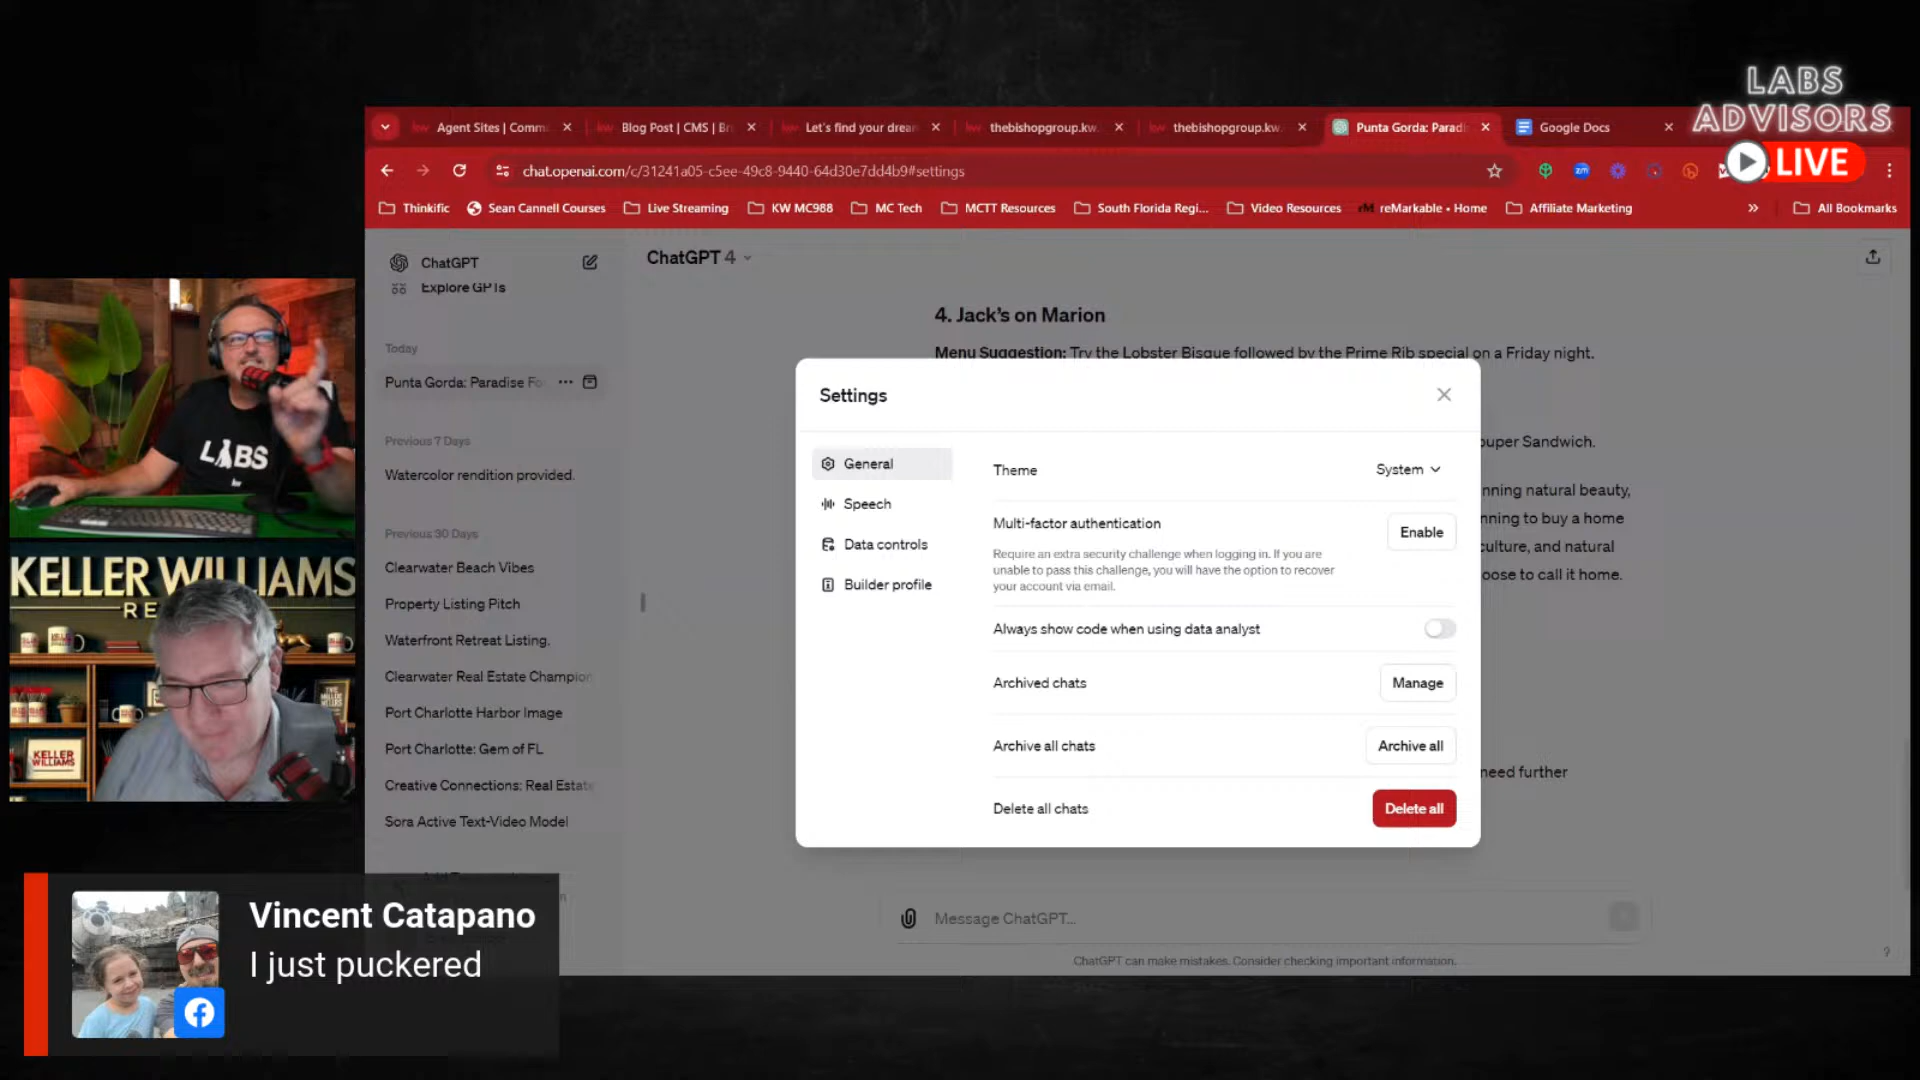 LABS
ADVISORS
LIVE
Agent Sites | Comm
Blog Post | CMS | Br
Let's find your drea
thebishopgroup.kw.
thebishopgroup.kw.
Punta Gorda: Paradi
Google Docs
chat.openai.com/c/31241a05-c5ee-49c8-9440-64d30e7dd4b9#settings
Thinkific
Sean Cannell Courses
Live Streaming
KW MC988
MC Tech
MCTT Resources
South Florida Regi...
Video Resources
reMarkable • Home
Affiliate Marketing
All Bookmarks
ChatGPT
Explore GPTs
Today
Punta Gorda: Paradise Fo
Previous 7 Days
Watercolor rendition provided.
Previous 30 Days
Clearwater Beach Vibes
Property Listing Pitch
Waterfront Retreat Listing.
Clearwater Real Estate Champion
Port Charlotte Harbor Image
Port Charlotte: Gem of FL
Creative Connections: Real Estate
Sora Active Text-Video Model
ChatGPT 4
4. Jack's on Marion
Menu Suggestion: Try the Lobster Bisque followed by the Prime Rib special on a Friday night.
ouper Sandwich.
nning natural beauty,
nning to buy a home
culture, and natural
oose to call it home.
need further
Settings
General
Speech
Data controls
Builder profile
Theme
System
Multi-factor authentication
Enable
Require an extra security challenge when logging in. If you are
unable to pass this challenge, you will have the option to recover
your account via email.
Always show code when using data analyst
Archived chats
Manage
Archive all chats
Archive all
Delete all chats
Delete all
Message ChatGPT...
ChatGPT can make mistakes. Consider checking important information.
?
LABS
KELLER WILLIAMS
RE
KELLER
WILLIAMS
Vincent Catapano
I just puckered